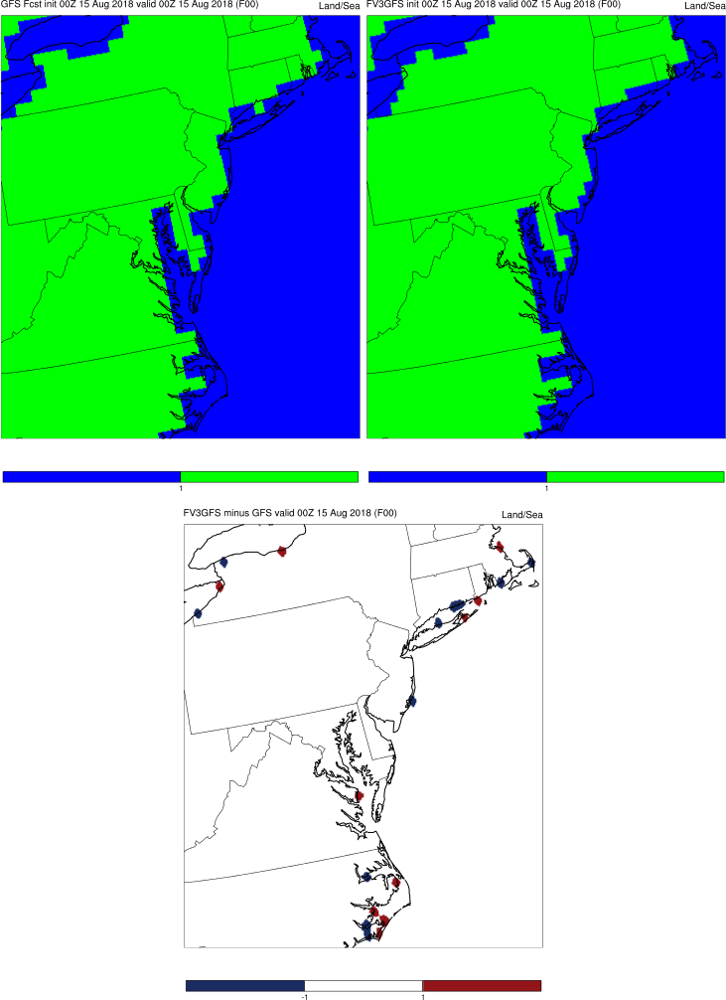 GFS Fcst init 00Z 15 Aug 2018 valid 00Z 15 Aug 2018 (F00) Land/Sea
FV3GFS init 00Z 15 Aug 2018 valid 00Z 15 Aug 2018 (F00) Land/Sea
1
1
FV3GFS minus GFS valid 00Z 15 Aug 2018 (F00) Land/Sea
-1 1